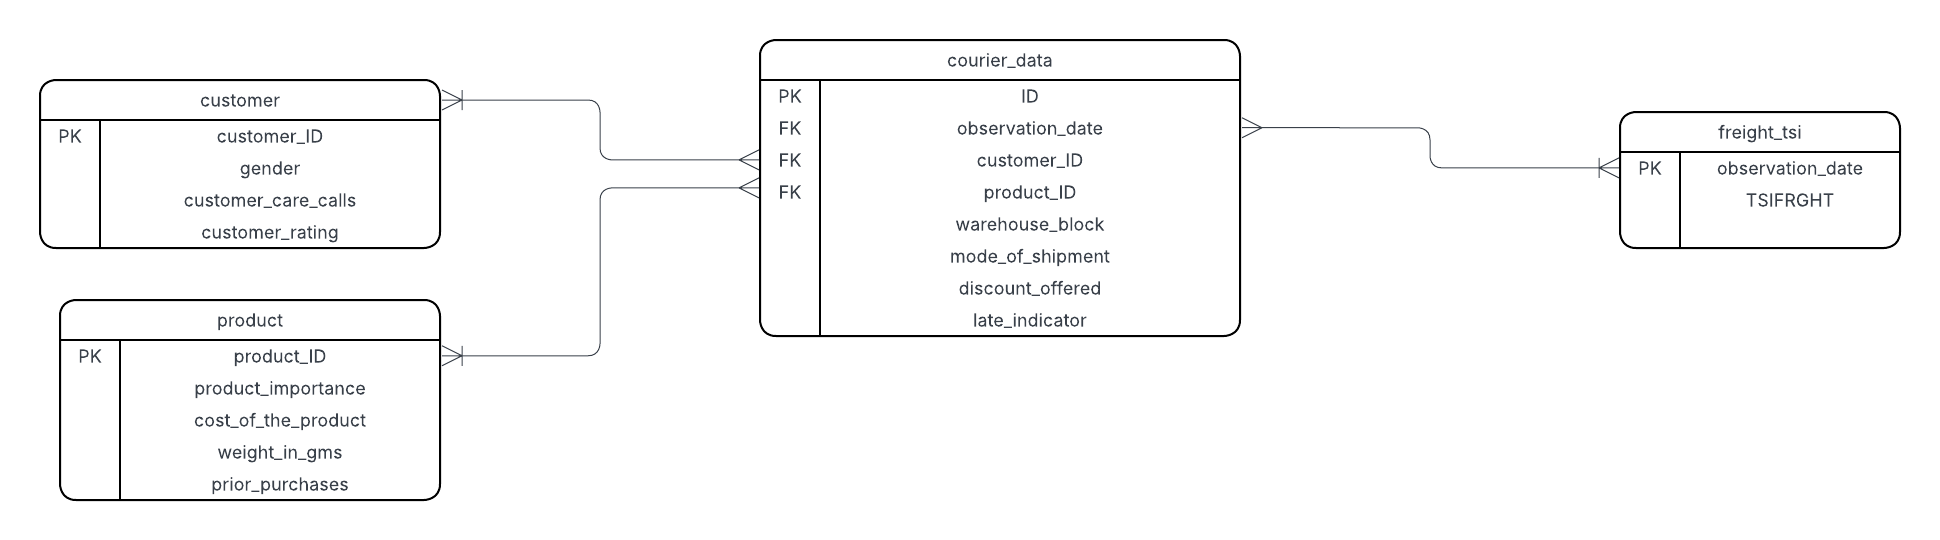 customer
PK customer_ID
gender
customer_care_calls
customer_rating
product
PK product_ID
product_importance
cost_of_the_product
weight_in_gms
prior_purchases
courier_data
PK ID
FK observation_date
FK customer_ID
FK product_ID
warehouse_block
mode_of_shipment
discount_offered
late_indicator
freight_tsi
PK observation_date
TSIFRGHT